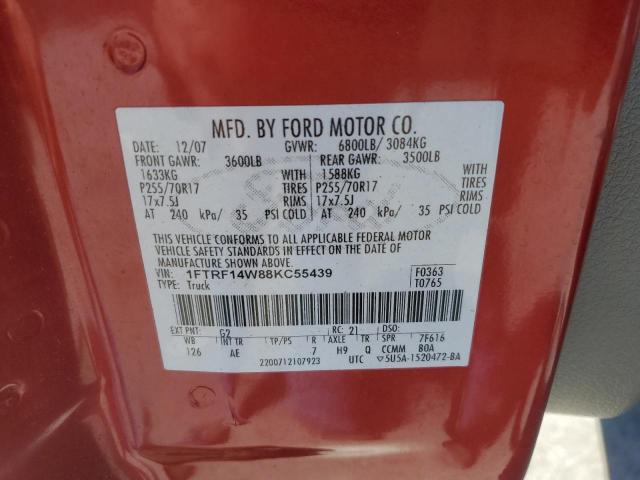 MFD. BY FORD MOTOR CO.
DATE: 12/07 GVWR: 6800LB/ 3084KG
FRONT GAWR: 3600LB REAR GAWR: 3500LB
1633KG WITH 1588KG WITH
P255/70R17 TIRES P255/70R17 TIRES
17x7.5J RIMS 17x7.5J RIMS
AT 240 kPa/ 35 PSI COLD AT 240 kPa/ 35 PSI COLD
THIS VEHICLE CONFORMS TO ALL APPLICABLE FEDERAL MOTOR
VEHICLE SAFETY STANDARDS IN EFFECT ON THE DATE OF MANUFACTURE
SHOWN ABOVE.
VIN: 1FTRF14W88KC55439 F0363
TYPE: Truck T0765
EXT PNT: G2 RC: 21 DSO:
WB INT TR TP/PS R AXLE TR SPR 7F616
126 AE 7 H9 Q CCMM 80A
2200712107923 UTC 5U5A-1520472-BA